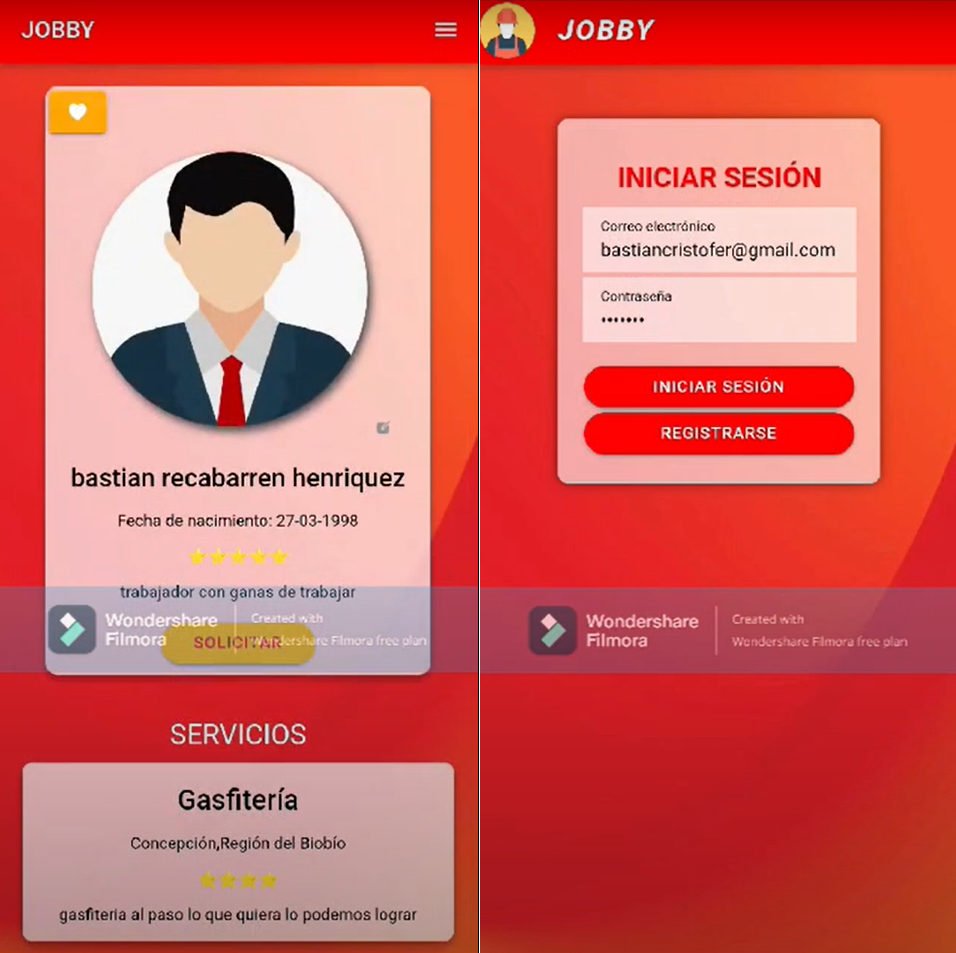 JOBBY
bastian recabarren henriquez
Fecha de nacimiento: 27-03-1998
trabajador con ganas de trabajar
Wondershare
Filmora
Created with
Wondershare Filmora free plan
SOLICITAR
SERVICIOS
Gasfitería
Concepción,Región del Biobío
gasfiteria al paso lo que quiera lo podemos lograr
JOBBY
INICIAR SESIÓN
Correo electrónico
bastiancristofer@gmail.com
Contraseña
•••••••
INICIAR SESIÓN
REGISTRARSE
Wondershare
Filmora
Created with
Wondershare Filmora free plan